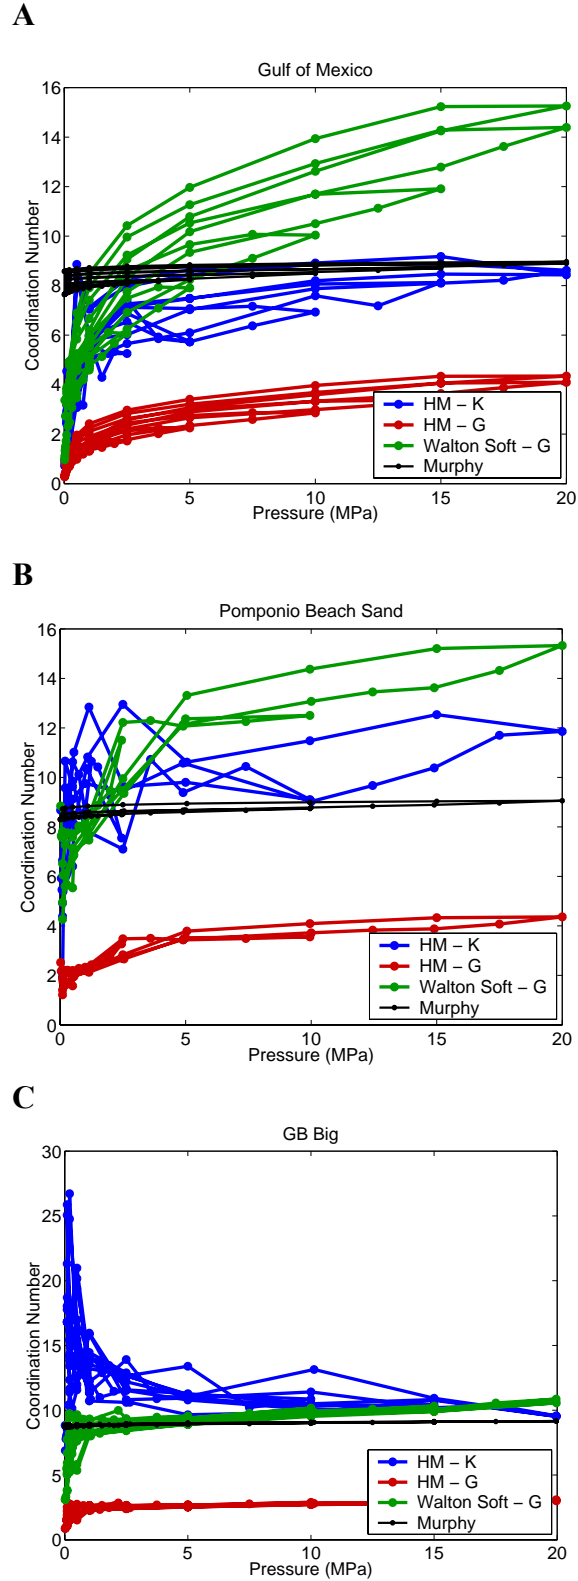 A
Gulf of Mexico
16
14
12
10
8
6
4
2
0
Coordination Number
HM – K
HM – G
Walton Soft – G
Murphy
0
5
10
15
20
Pressure (MPa)
B
Pomponio Beach Sand
16
14
12
10
8
6
4
2
0
Coordination Number
HM – K
HM – G
Walton Soft – G
Murphy
0
5
10
15
20
Pressure (MPa)
C
GB Big
30
25
20
15
10
5
0
Coordination Number
HM – K
HM – G
Walton Soft – G
Murphy
0
5
10
15
20
Pressure (MPa)